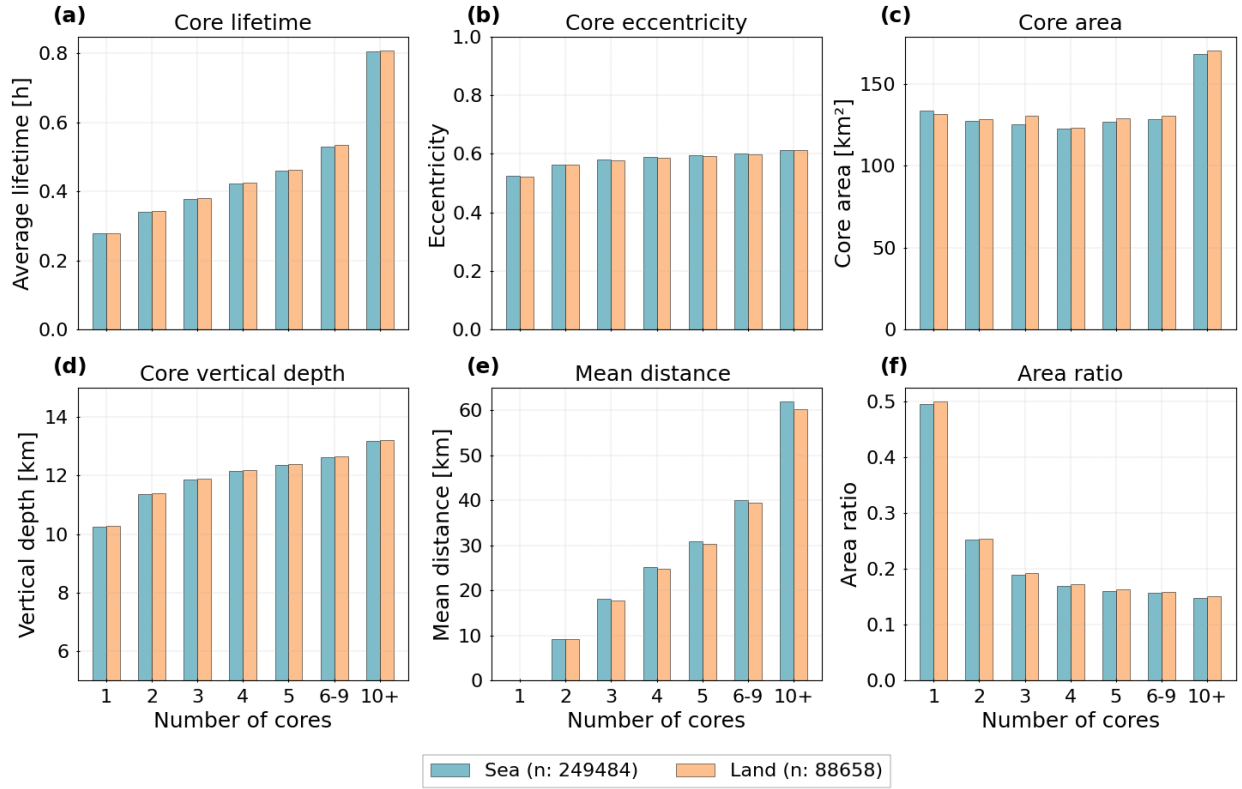 (a) Core lifetime
Average lifetime [h]
0.8
0.6
0.4
0.2
0.0
(b) Core eccentricity
Eccentricity
1.0
0.8
0.6
0.4
0.2
0.0
(c) Core area
Core area [km²]
150
100
50
0
(d) Core vertical depth
Vertical depth [km]
14
12
10
8
6
1 2 3 4 5 6-9 10+
Number of cores
(e) Mean distance
Mean distance [km]
60
50
40
30
20
10
0
1 2 3 4 5 6-9 10+
Number of cores
(f) Area ratio
Area ratio
0.5
0.4
0.3
0.2
0.1
0.0
1 2 3 4 5 6-9 10+
Number of cores
Sea (n: 249484) Land (n: 88658)